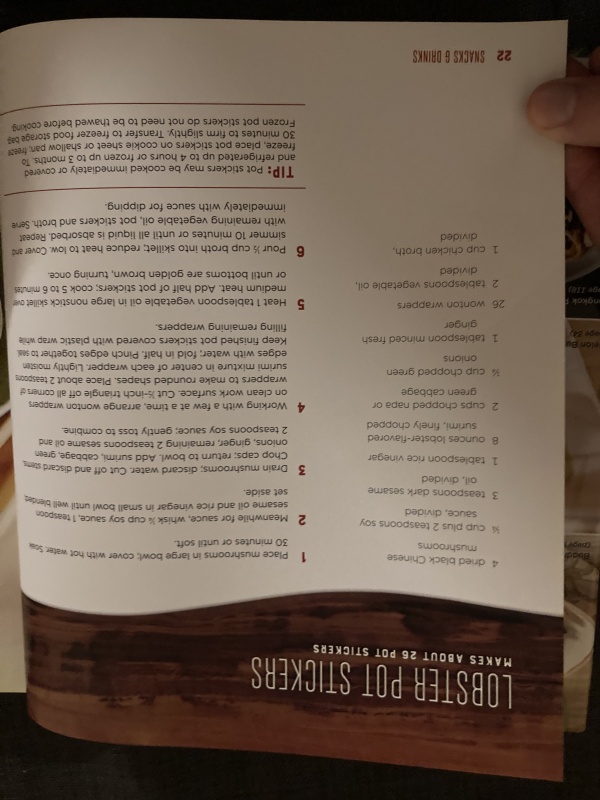 LOBSTER POT STICKERS
MAKES ABOUT 26 POT STICKERS
4 dried black Chinese
mushrooms
¼ cup plus 2 teaspoons soy
sauce, divided
3 teaspoons dark sesame
oil, divided
1 tablespoon rice vinegar
8 ounces lobster-flavored
surimi, finely chopped
2 cups chopped napa or
green cabbage
¼ cup chopped green
onions
1 tablespoon minced fresh
ginger
26 wonton wrappers
2 tablespoons vegetable oil,
divided
1 cup chicken broth,
divided
1 Place mushrooms in large bowl; cover with hot water. Soak
30 minutes or until soft.
2 Meanwhile for sauce, whisk ¼ cup soy sauce, 1 teaspoon
sesame oil and rice vinegar in small bowl until well blended;
set aside.
3 Drain mushrooms; discard water. Cut off and discard stems.
Chop caps; return to bowl. Add surimi, cabbage, green
onions, ginger, remaining 2 teaspoons sesame oil and
2 teaspoons soy sauce; gently toss to combine.
4 Working with a few at a time, arrange wonton wrappers
on clean work surface. Cut ½-inch triangle off all corners of
wrappers to make rounded shapes. Place about 2 teaspoons
surimi mixture in center of each wrapper. Lightly moisten
edges with water; fold in half. Pinch edges together to seal.
Keep finished pot stickers covered with plastic wrap while
filling remaining wrappers.
5 Heat 1 tablespoon vegetable oil in large nonstick skillet over
medium heat. Add half of pot stickers; cook 5 to 6 minutes
or until bottoms are golden brown, turning once.
6 Pour ½ cup broth into skillet; reduce heat to low. Cover and
simmer 10 minutes or until all liquid is absorbed. Repeat
with remaining vegetable oil, pot stickers and broth. Serve
immediately with sauce for dipping.
TIP: Pot stickers may be cooked immediately or covered
and refrigerated up to 4 hours or frozen up to 3 months. To
freeze, place pot stickers on cookie sheet or shallow pan; freeze
30 minutes to firm slightly. Transfer to freezer food storage bag.
Frozen pot stickers do not need to be thawed before cooking.
22 SNACKS & DRINKS